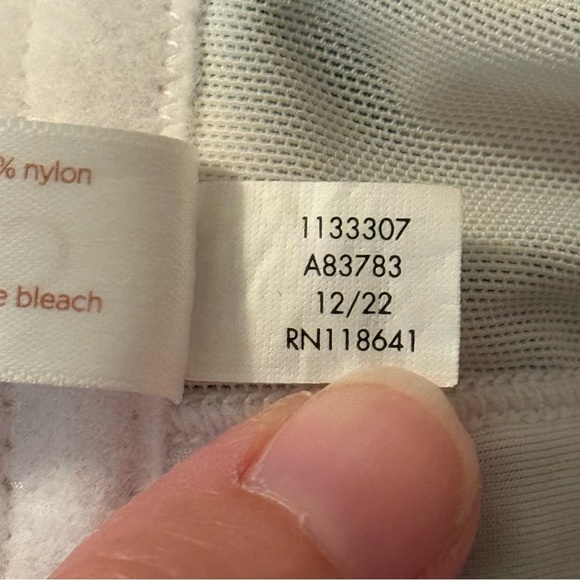 % nylon
e bleach
1133307
A83783
12/22
RN118641